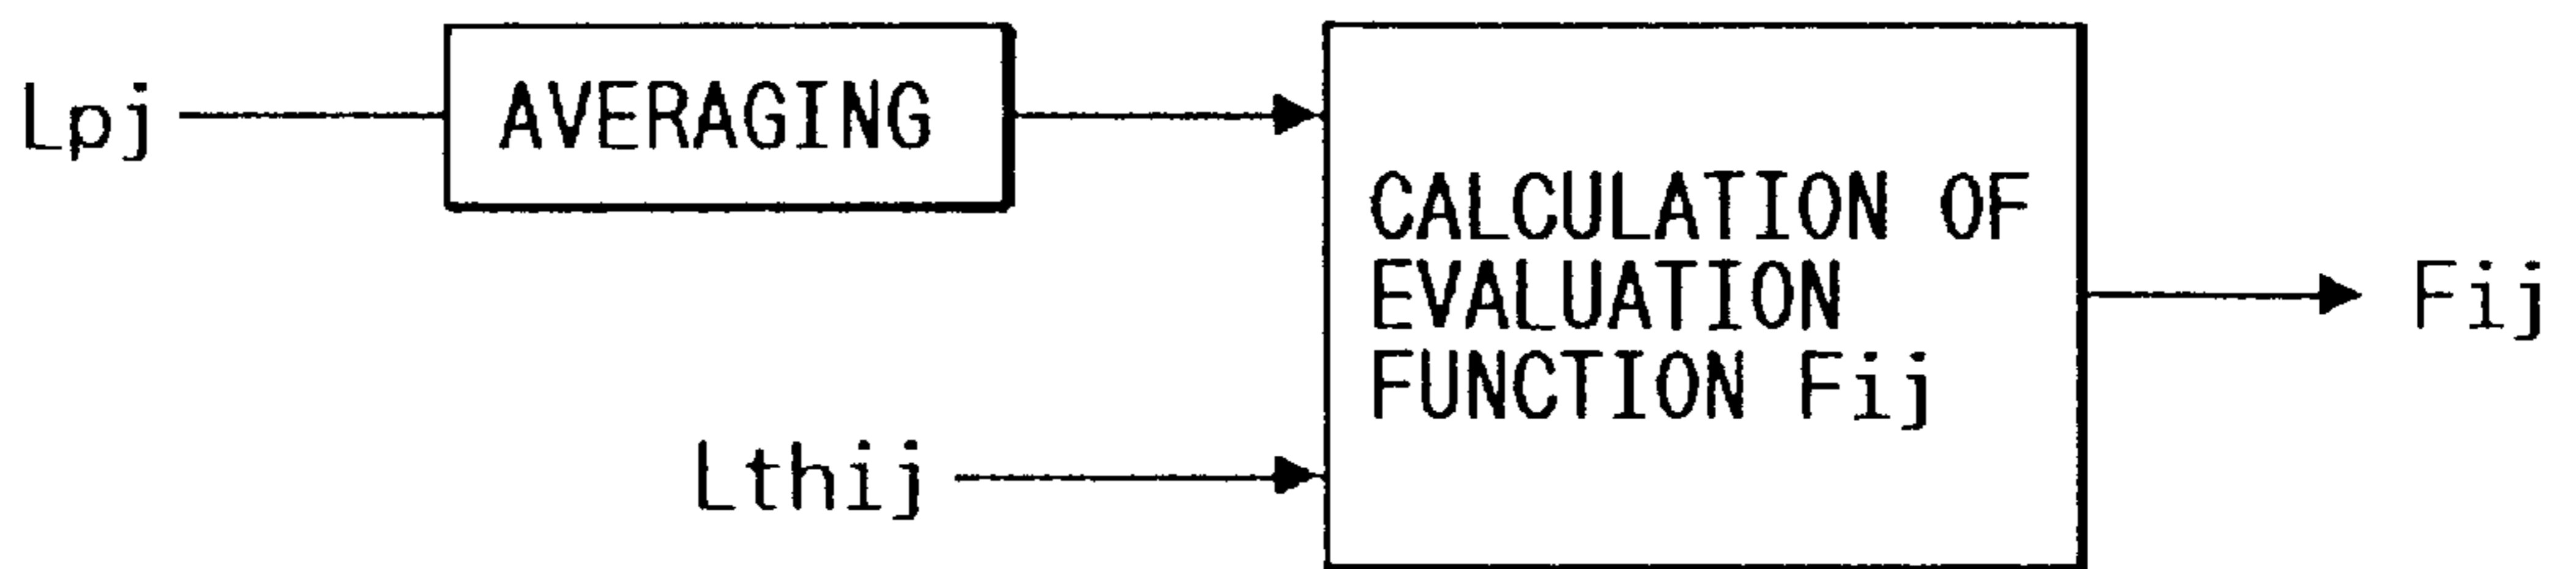 Lpj
AVERAGING
CALCULATION OF
EVALUATION
FUNCTION Fij
Fij
Lthij